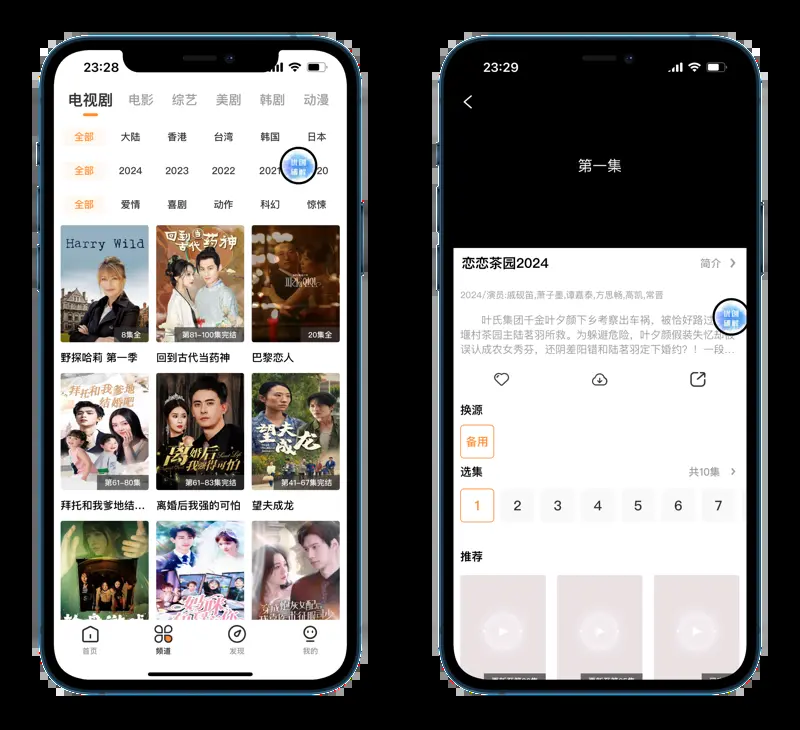 23:28
电视剧 电影 综艺 美剧 韩剧 动漫
全部 大陆 香港 台湾 韩国 日本
全部 2024 2023 2022 2021 20
全部 爱情 喜剧 动作 科幻 惊悚
Harry Wild
回到古代当药神
8集全
第81-100集完结
20集全
野探哈莉 第一季
回到古代当药神
巴黎恋人
拜托和我爹地结婚吧
离婚后我强得可怕
望夫成龙
第61-80集
第61-83集完结
第41-67集完结
拜托和我爹地结...
离婚后我强的可怕
望夫成龙
首页
频道
发现
我的
23:29
第一集
恋恋茶园2024
简介
2024/演员:戚砚笛,萧子墨,谭嘉泰,方思畅,高凯,常晋
叶氏集团千金叶夕颜下乡考察出车祸，被恰好路过
堰村茶园主陆茗羽所救。为躲避危险，叶夕颜假装失忆却被
误认成农女秀芬，还阴差阳错和陆茗羽定下婚约？！一段...
换源
备用
选集
共10集
1 2 3 4 5 6 7
推荐